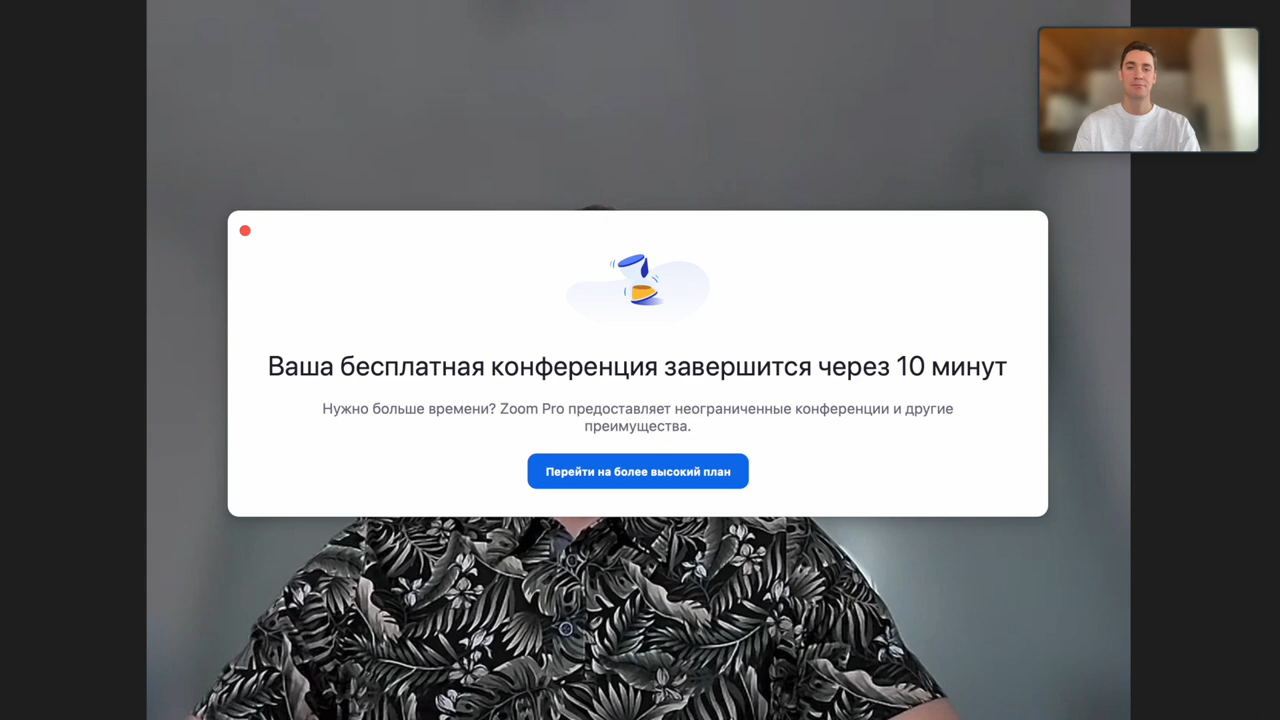 Ваша бесплатная конференция завершится через 10 минут
Нужно больше времени? Zoom Pro предоставляет неограниченные конференции и другие
преимущества.
Перейти на более высокий план